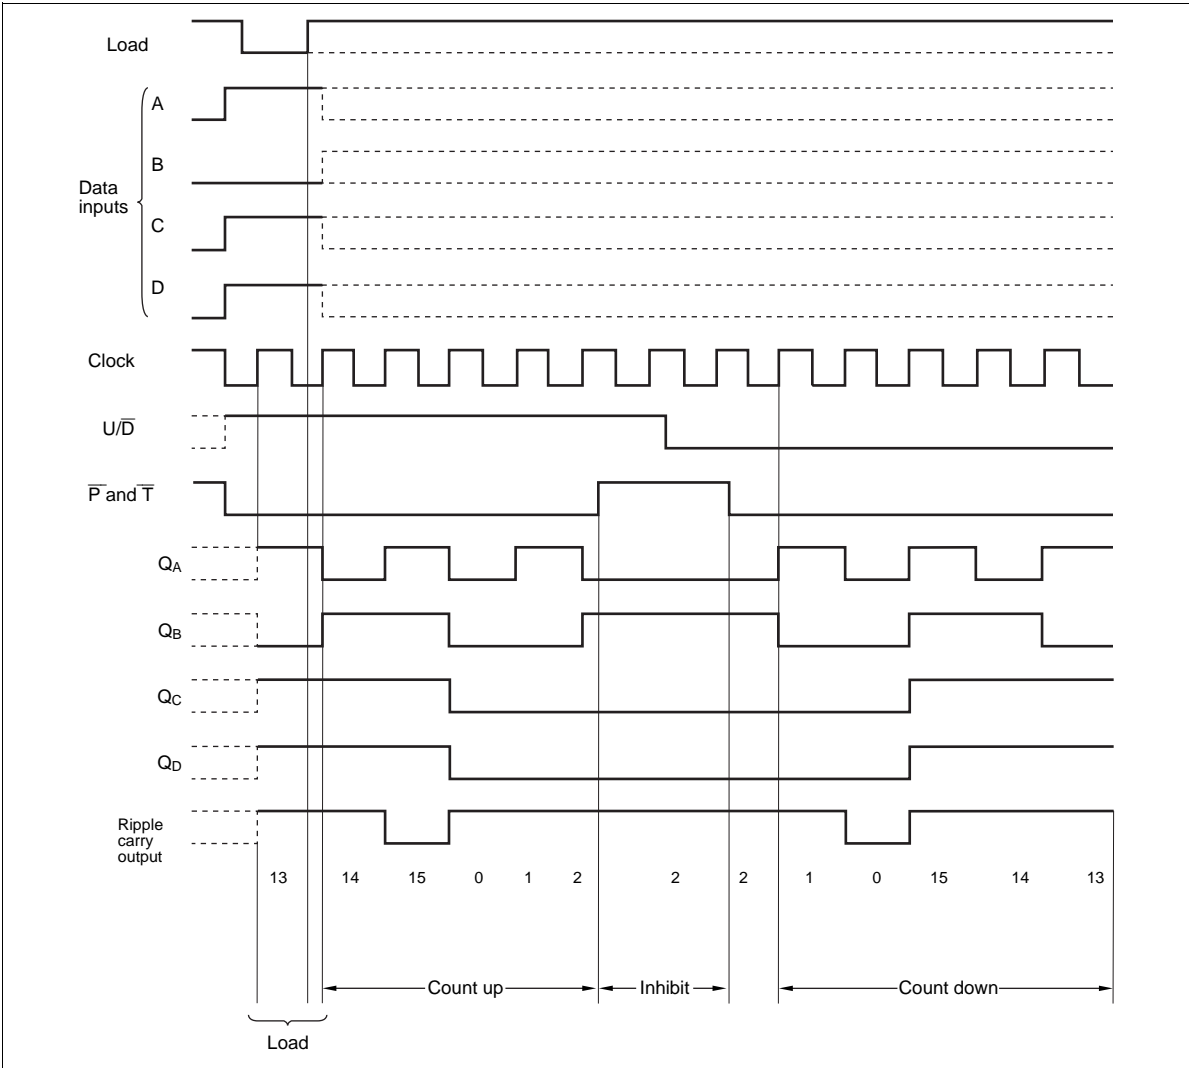 Load
A
B
Data
inputs
C
D
Clock
U/D̅
P̅ and T̅
QA
QB
QC
QD
Ripple
carry
output
13 14 15 0 1 2 2 2 1 0 15 14 13
Count up Inhibit Count down
Load